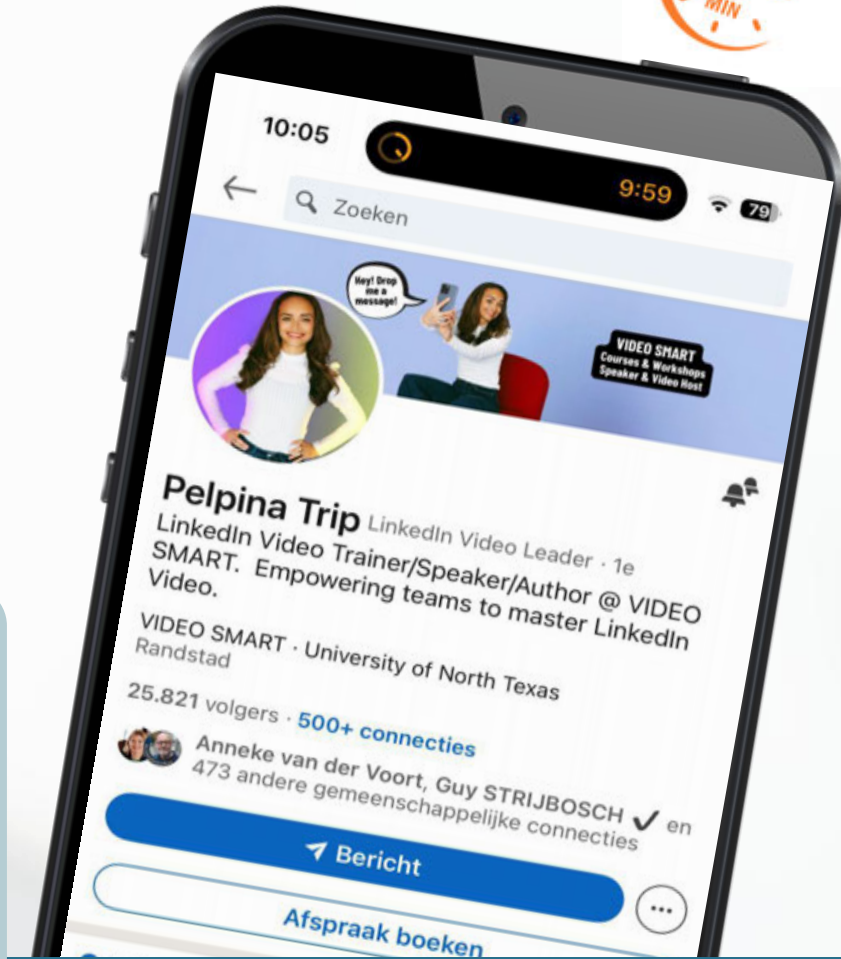 MIN
10:05
9:59
79
Zoeken
Hey! Drop
me a
message!
VIDEO SMART
Courses & Workshops
Speaker & Video Host
Pelpina Trip LinkedIn Video Leader · 1e
LinkedIn Video Trainer/Speaker/Author @ VIDEO
SMART. Empowering teams to master LinkedIn
Video.
VIDEO SMART · University of North Texas
Randstad
25.821 volgers · 500+ connecties
Anneke van der Voort, Guy STRIJBOSCH ✔ en
473 andere gemeenschappelijke connecties
Bericht
Afspraak boeken